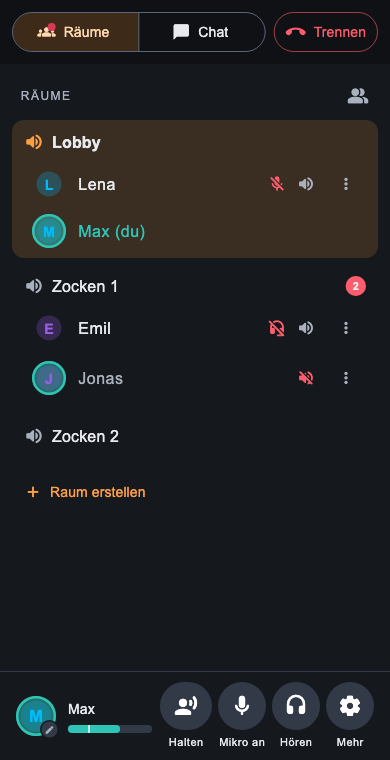 Räume
Chat
Trennen
RÄUME
Lobby
L Lena
M Max (du)
Zocken 1 2
E Emil
J Jonas
Zocken 2
+ Raum erstellen
M Max
Halten
Mikro an
Hören
Mehr